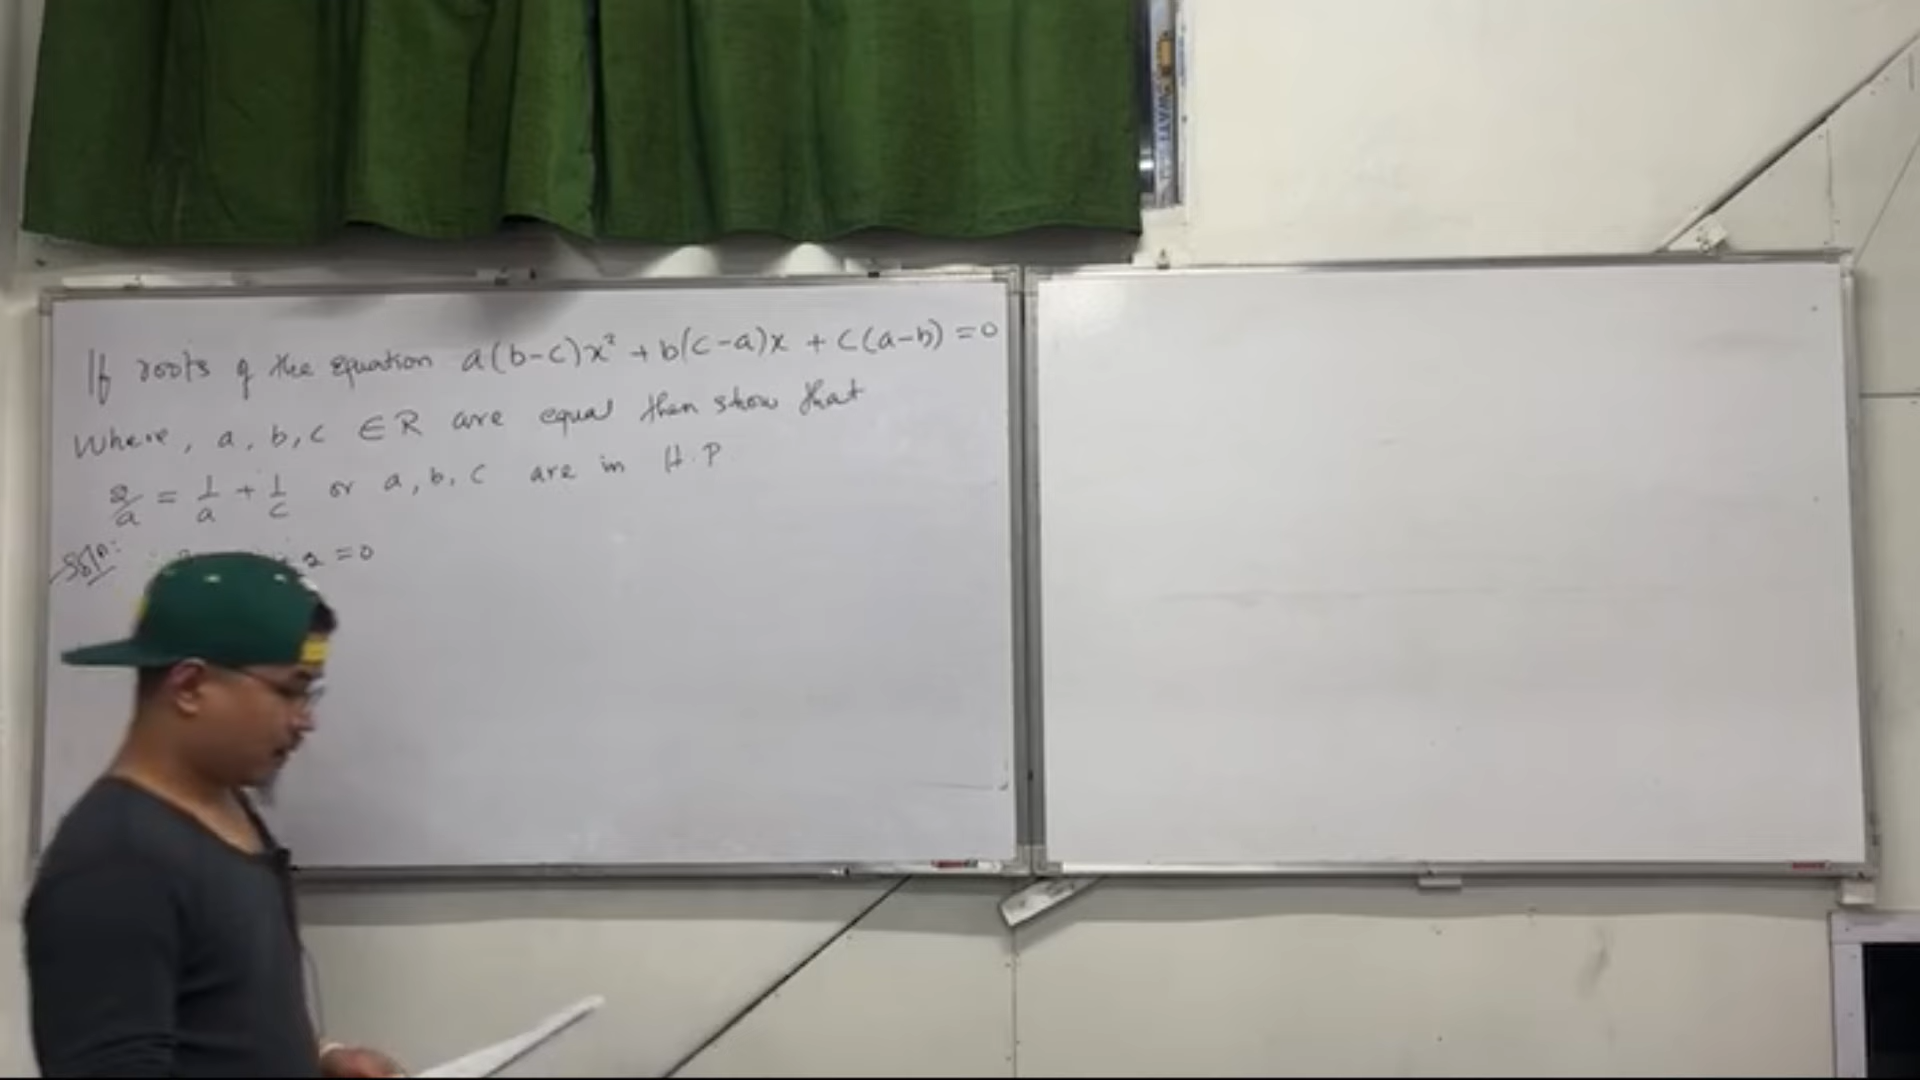 If roots of the equation a(b-c)x² + b(c-a)x + c(a-b) = 0
Where, a, b, c ∈ R are equal then show that
2/a = 1/a + 1/c or a, b, c are in H.P.
Solⁿ: = 0